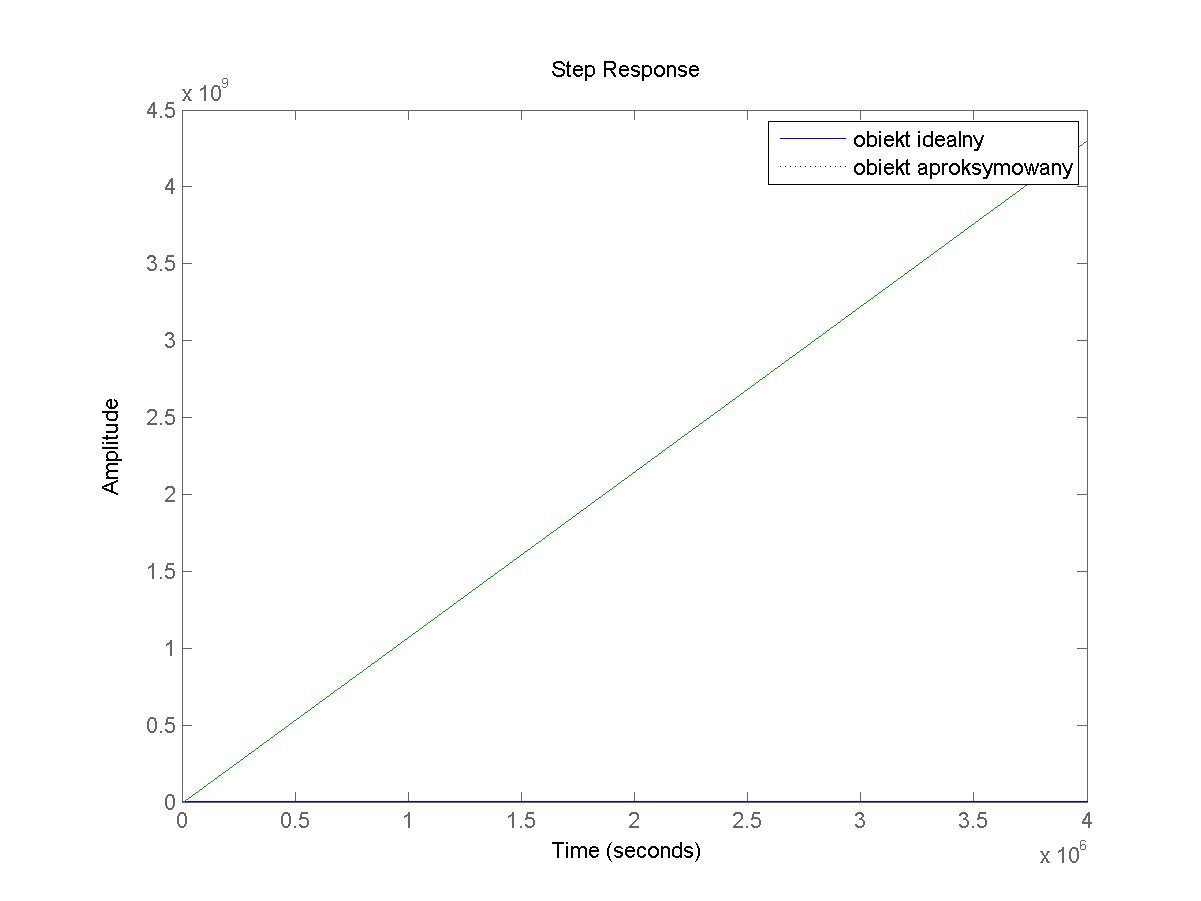 Step Response
x 10^9
4.5
4
3.5
3
2.5
2
1.5
1
0.5
0
Amplitude
obiekt idealny
obiekt aproksymowany
0 0.5 1 1.5 2 2.5 3 3.5 4
Time (seconds)
x 10^6